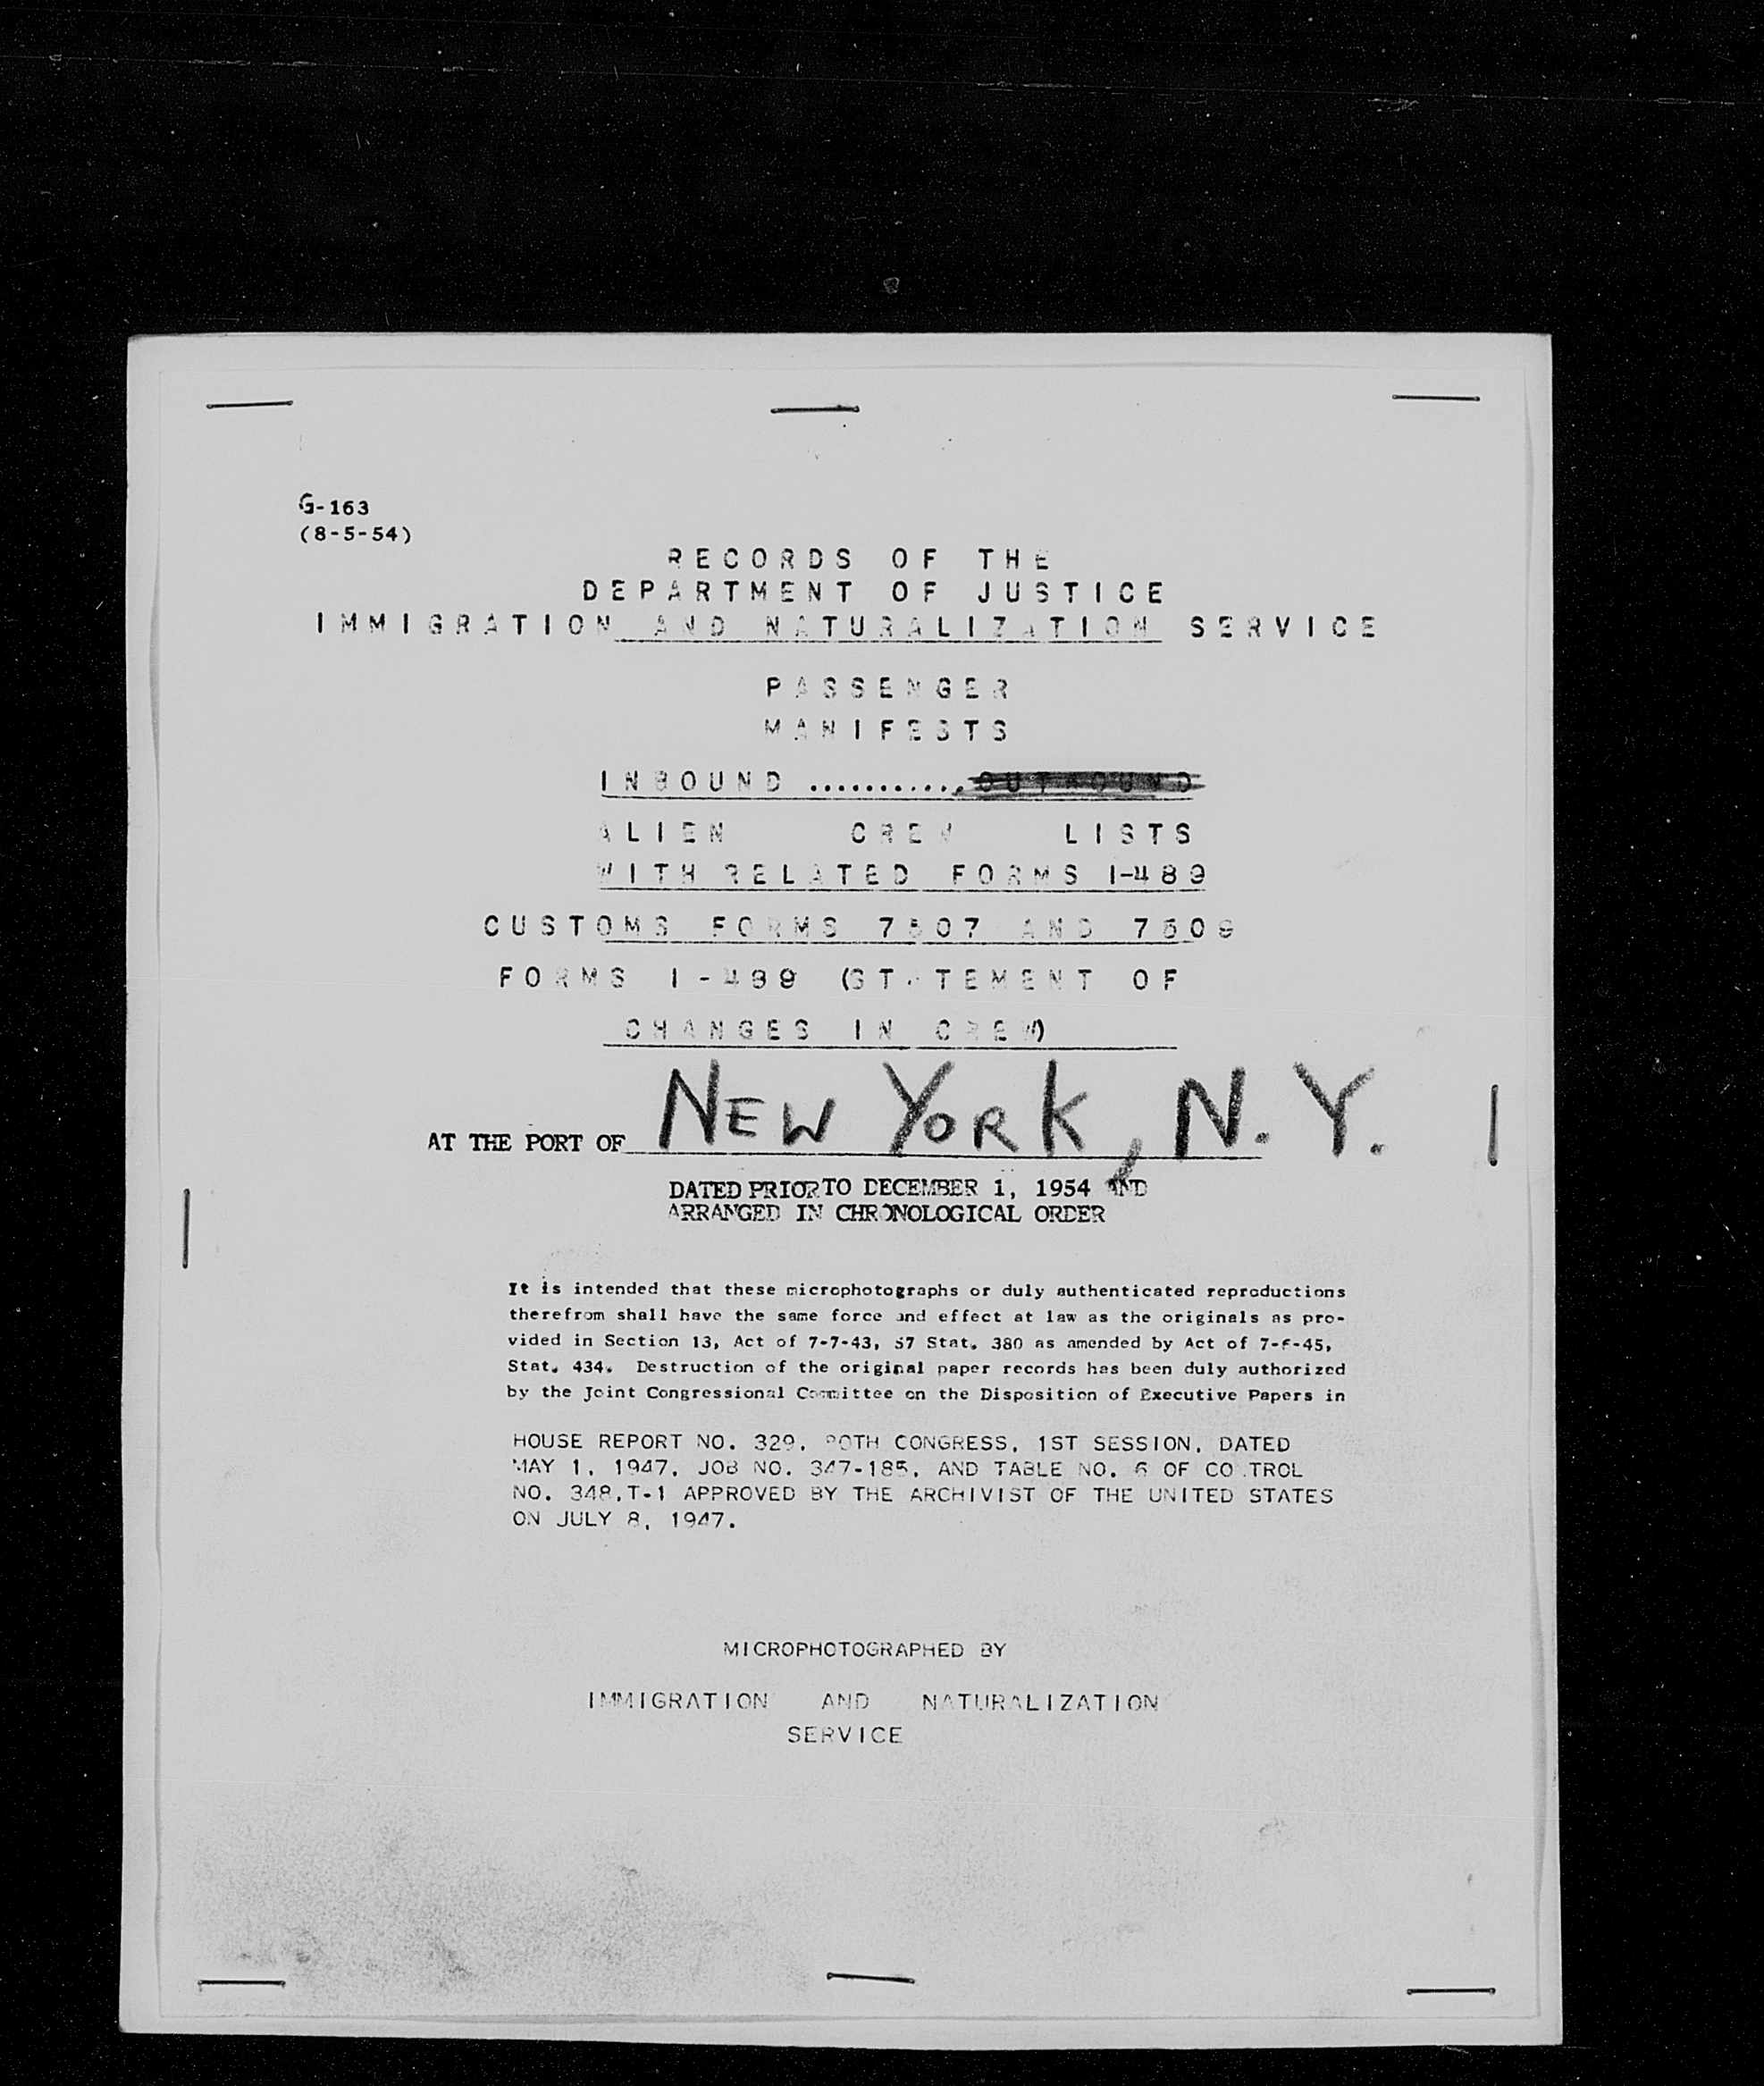 G-163
(8-5-54)
RECORDS OF THE
DEPARTMENT OF JUSTICE
IMMIGRATION AND NATURALIZATION SERVICE
PASSENGER
MANIFESTS
INBOUND ........... OUTBOUND
ALIEN CREW LISTS
WITH RELATED FORMS I-489
CUSTOMS FORMS 7507 AND 7509
FORMS I-489 (STATEMENT OF
CHANGES IN CREW)
AT THE PORT OF NEW YORK, N. Y.
DATED PRIOR TO DECEMBER 1, 1954 AND
ARRANGED IN CHRONOLOGICAL ORDER
It is intended that these microphotographs or duly authenticated reproductions
therefrom shall have the same force and effect at law as the originals as pro-
vided in Section 13, Act of 7-7-43, 57 Stat. 380 as amended by Act of
Stat. 434. Destruction of the original paper records has been duly authorized
by the Joint Congressional Committee on the Disposition of Executive Papers in
HOUSE REPORT NO. 329, 80TH CONGRESS, 1ST SESSION, DATED
MAY 1, 1947, JOB NO. 347-185, AND TABLE NO. 6 OF CO TROL
NO. 348,T-1 APPROVED BY THE ARCHIVIST OF THE UNITED STATES
ON JULY 8, 1947.
MICROPHOTOGRAPHED BY
IMMIGRATION AND NATURALIZATION
SERVICE